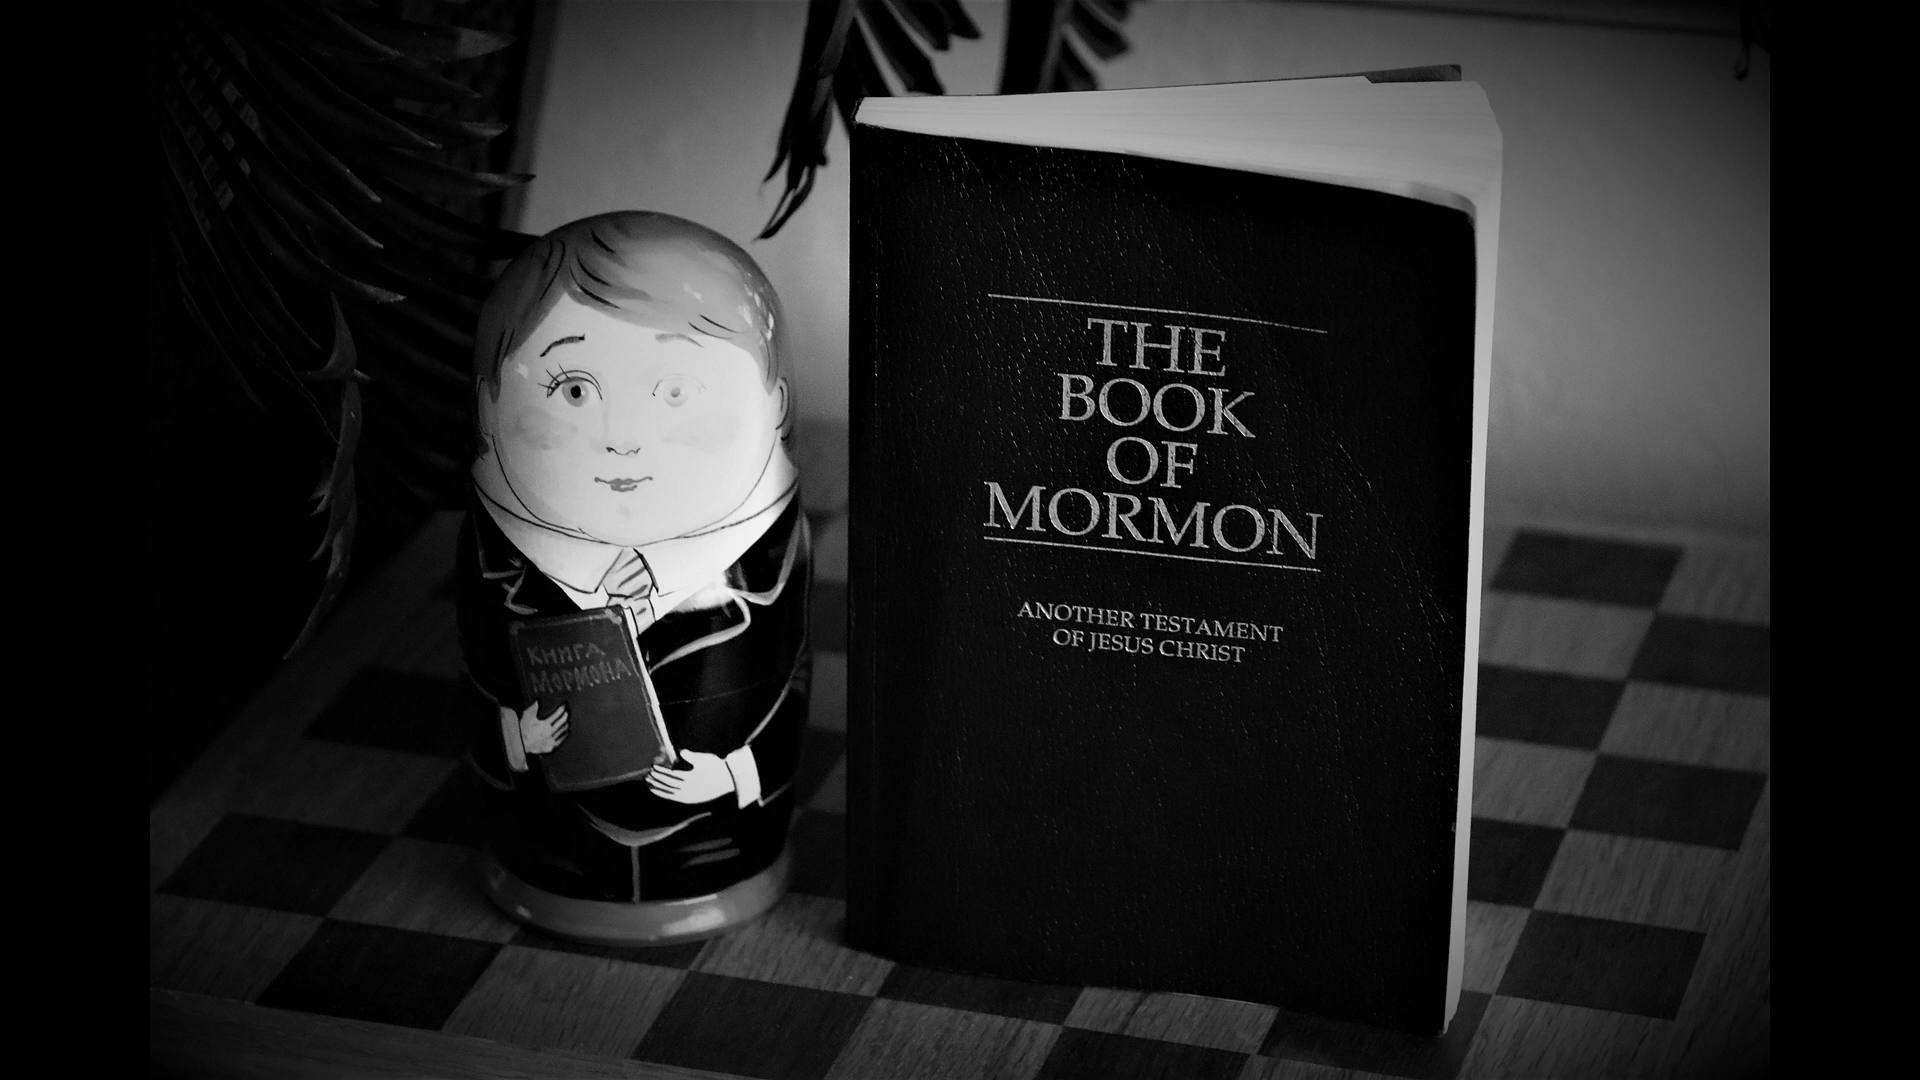 КНИГА
МОРМОНА
THE
BOOK
OF
MORMON
ANOTHER TESTAMENT
OF JESUS CHRIST